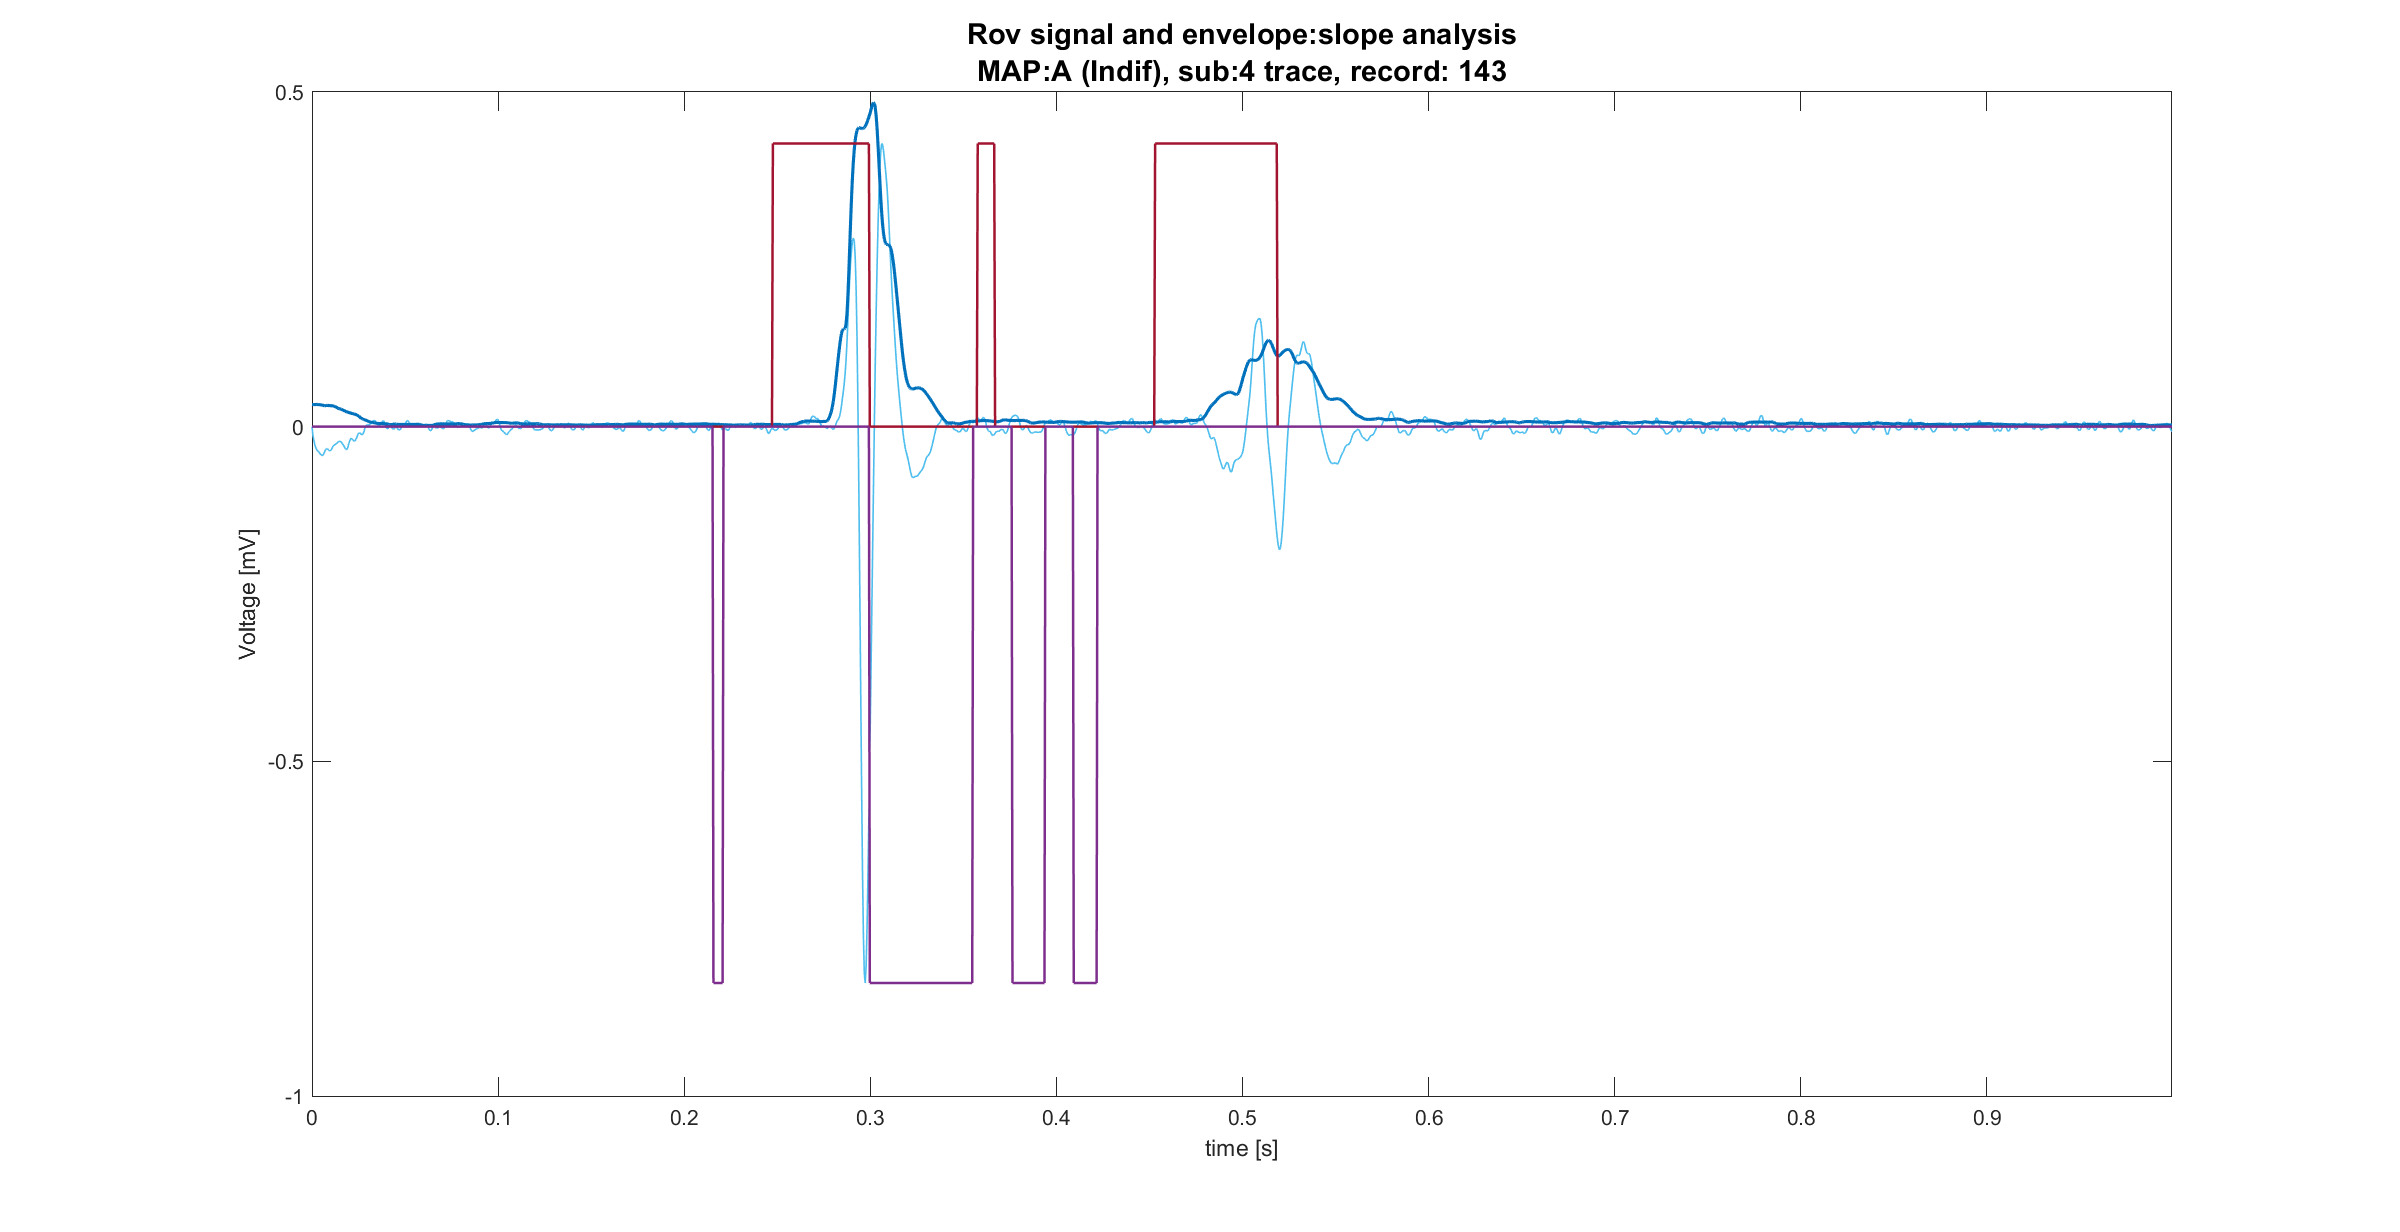 Rov signal and envelope:slope analysis
MAP:A (Indif), sub:4 trace, record: 143
0.5
0
-0.5
-1
Voltage [mV]
0 0.1 0.2 0.3 0.4 0.5 0.6 0.7 0.8 0.9
time [s]